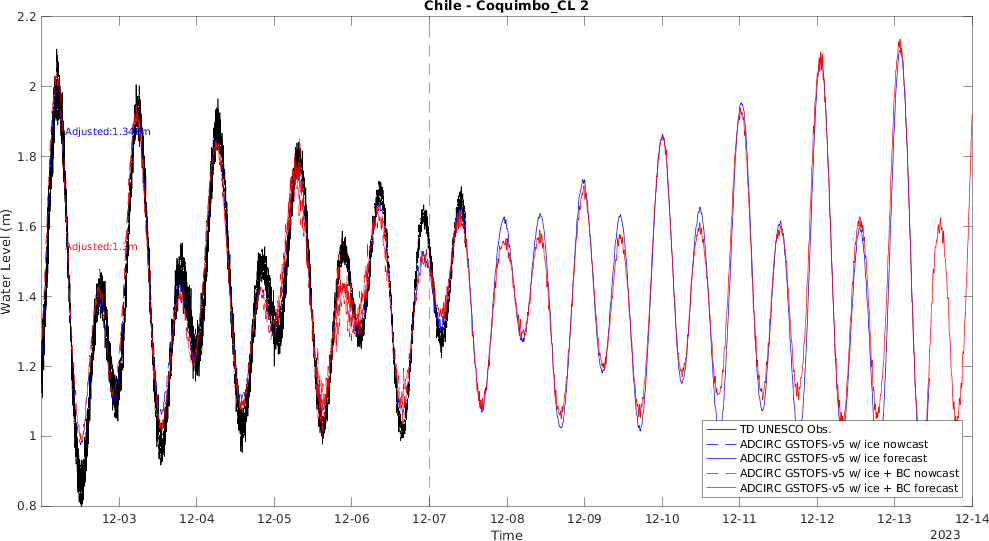 Chile - Coquimbo_CL 2
2.2
2
1.8
1.6
1.4
1.2
1
0.8
Water Level (m)
Adjusted:1.3
Adjusted:1.3m
12-03
12-04
12-05
12-06
12-07
12-08
12-09
12-10
12-11
12-12
12-13
12-14
Time
2023
TD UNESCO Obs.
ADCIRC GSTOFS-v5 w/ ice nowcast
ADCIRC GSTOFS-v5 w/ ice forecast
ADCIRC GSTOFS-v5 w/ ice + BC nowcast
ADCIRC GSTOFS-v5 w/ ice + BC forecast